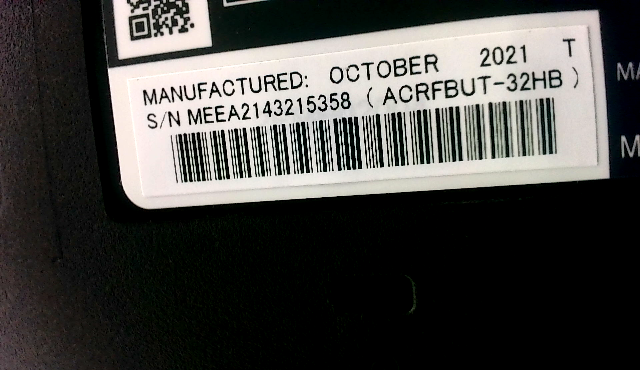 MANUFACTURED: OCTOBER 2021 T
S/N MEEA2143215358 ( ACRFBUT-32HB )